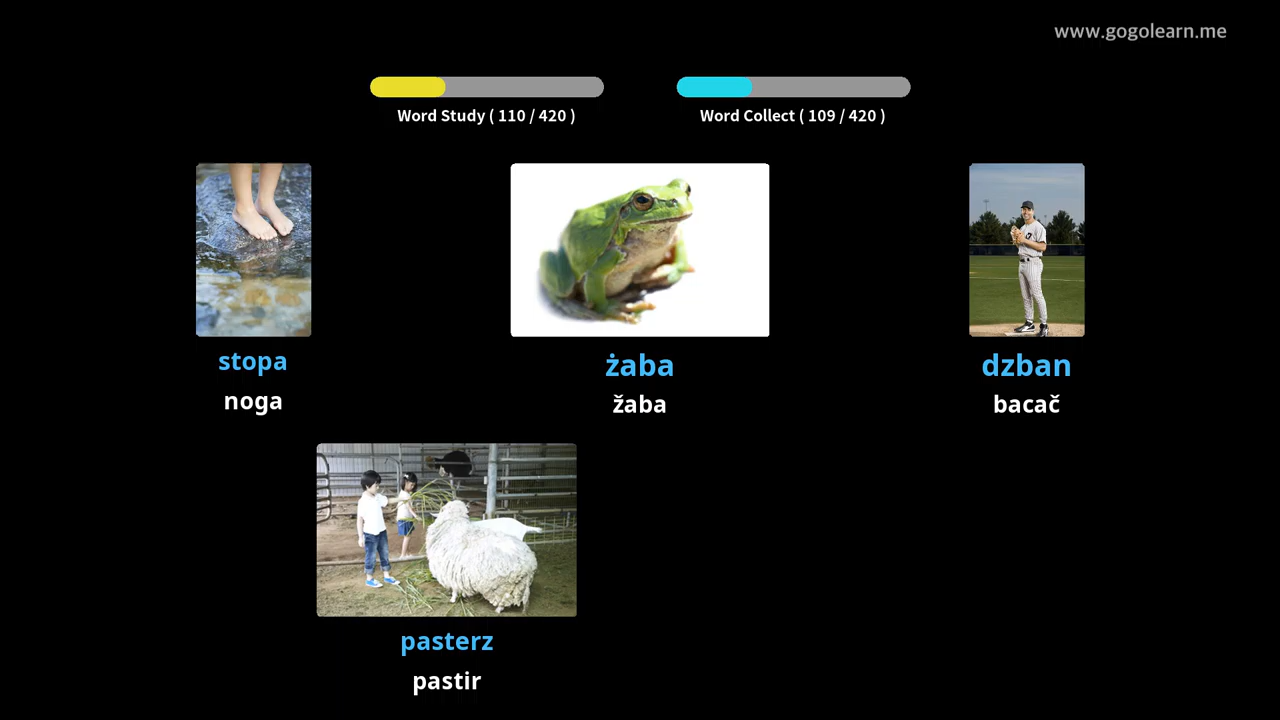 www.gogolearn.me
Word Study ( 110 / 420 )
Word Collect ( 109 / 420 )
stopa
noga
żaba
žaba
dzban
bacač
pasterz
pastir